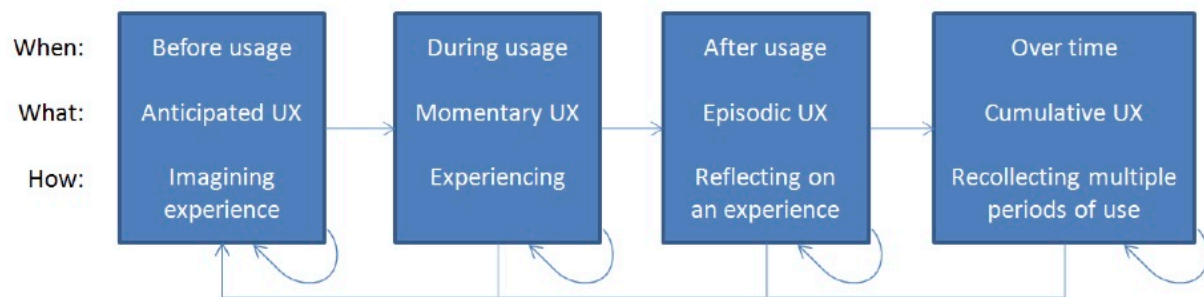 When: Before usage During usage After usage Over time
What: Anticipated UX Momentary UX Episodic UX Cumulative UX
How: Imagining Experiencing Reflecting on Recollecting multiple
experience an experience periods of use